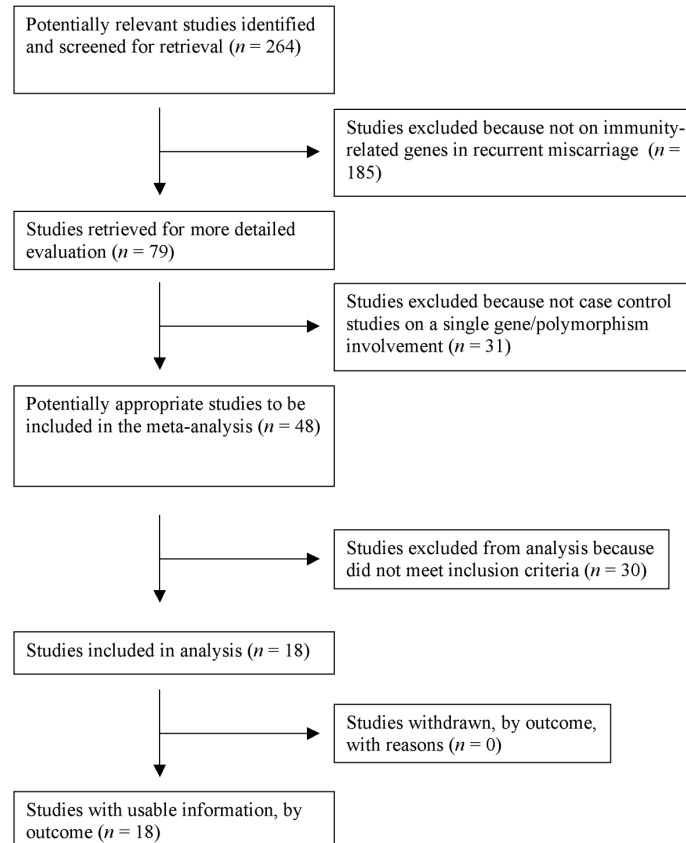 Potentially relevant studies identified
and screened for retrieval (n = 264)
Studies excluded because not on immunity-
related genes in recurrent miscarriage (n =
185)
Studies retrieved for more detailed
evaluation (n = 79)
Studies excluded because not case control
studies on a single gene/polymorphism
involvement (n = 31)
Potentially appropriate studies to be
included in the meta-analysis (n = 48)
Studies excluded from analysis because
did not meet inclusion criteria (n = 30)
Studies included in analysis (n = 18)
Studies withdrawn, by outcome,
with reasons (n = 0)
Studies with usable information, by
outcome (n = 18)